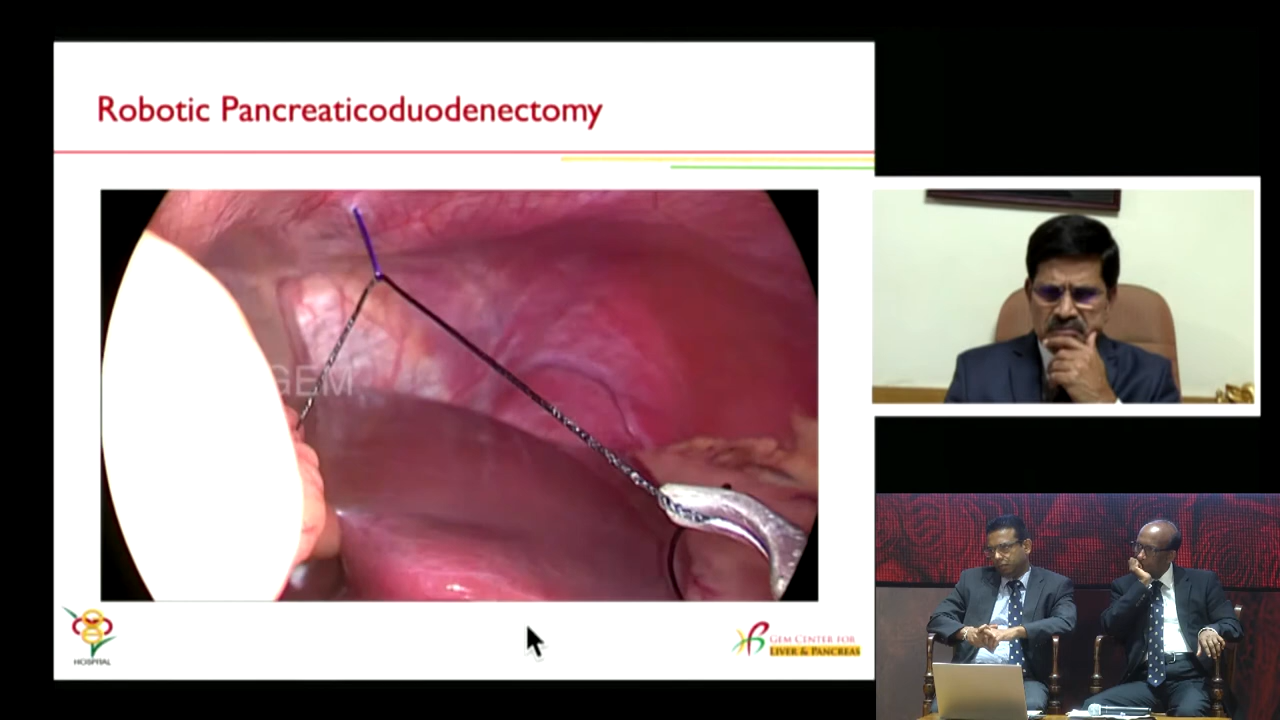 Robotic Pancreaticoduodenectomy
GEM
HOSPITAL
GEM CENTER FOR
LIVER & PANCREAS